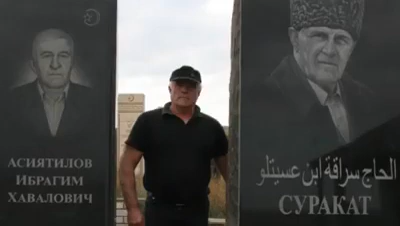 АСИЯТИЛОВ
ИБРАГИМ
ХАВАЛОВИЧ
الحاج سراقة ابن عسيتلو
СУРАКАТ